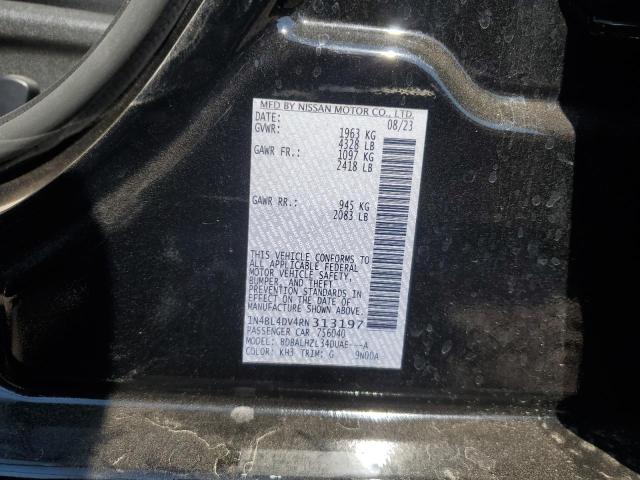 MFD BY NISSAN MOTOR CO., LTD.
DATE: 08/23
GVWR: 1963 KG
4328 LB
GAWR FR.: 1097 KG
2418 LB
GAWR RR.: 945 KG
2083 LB
THIS VEHICLE CONFORMS TO
ALL APPLICABLE FEDERAL
MOTOR VEHICLE SAFETY,
BUMPER, AND THEFT
PREVENTION STANDARDS IN
EFFECT ON THE DATE OF
MANUFACTURE SHOWN ABOVE.
1N4BL4DV4RN313197
PASSENGER CAR 756040
MODEL: BDBALHZL34DUAE---A
COLOR: KH3 TRIM: G 9N00A